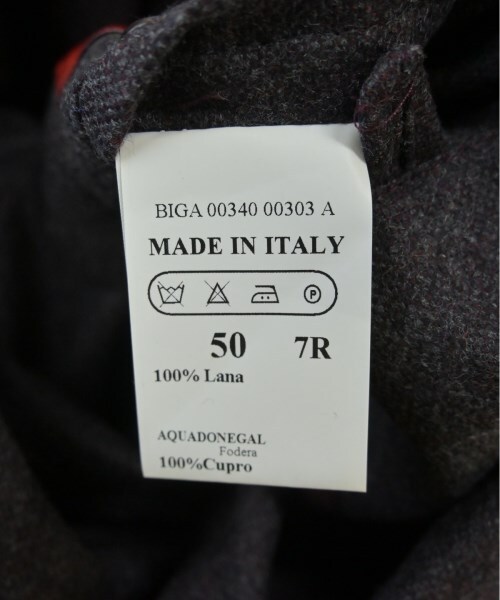 BIGA 00340 00303 A
MADE IN ITALY
P
50 7R
100% Lana
AQUADONEGAL
Fodera
100%Cupro